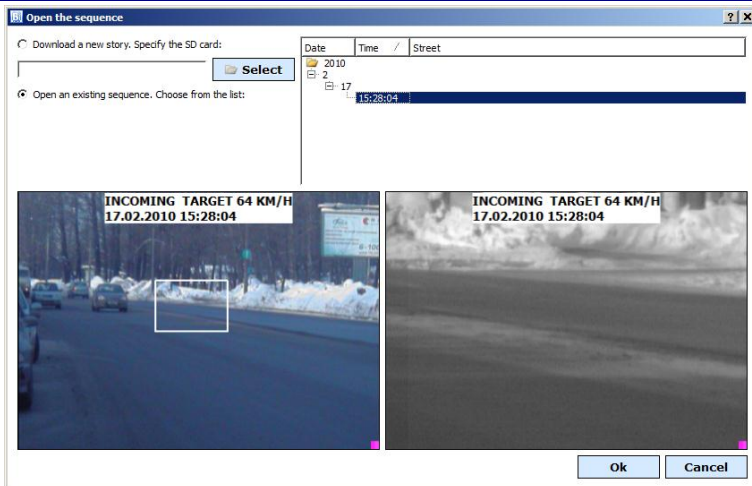 Open the sequence
Download a new story. Specify the SD card:
Select
Open an existing sequence. Choose from the list:
Date Time / Street
2010
2
17
15:28:04
INCOMING TARGET 64 KM/H
17.02.2010 15:28:04
INCOMING TARGET 64 KM/H
17.02.2010 15:28:04
Ok Cancel